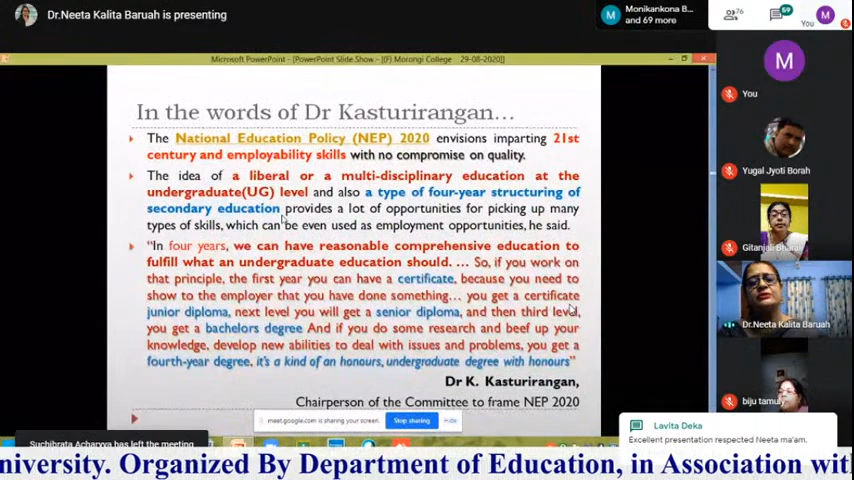 Dr.Neeta Kalita Baruah is presenting
Monikankona B...
and 69 more
76
59
You
M
M
M
Microsoft PowerPoint - [PowerPoint Slide Show - [(F) Morongi College 29-08-2020]]
In the words of Dr Kasturirangan...
The National Education Policy (NEP) 2020 envisions imparting 21st
century and employability skills with no compromise on quality.
The idea of a liberal or a multi-disciplinary education at the
undergraduate(UG) level and also a type of four-year structuring of
secondary education provides a lot of opportunities for picking up many
types of skills, which can be even used as employment opportunities, he said.
"In four years, we can have reasonable comprehensive education to
fulfill what an undergraduate education should. ... So, if you work on
that principle, the first year you can have a certificate, because you need to
show to the employer that you have done something... you get a certificate
junior diploma, next level you will get a senior diploma, and then third level,
you get a bachelors degree And if you do some research and beef up your
knowledge, develop new abilities to deal with issues and problems, you get a
fourth-year degree, it's a kind of an honours, undergraduate degree with honours"
Dr K. Kasturirangan,
Chairperson of the Committee to frame NEP 2020
meet.google.com is sharing your screen.
Stop sharing
Hide
Suchibrata Acharyya has left the meeting
You
Yugal Jyoti Borah
Gitanjali Bharali
Dr.Neeta Kalita Baruah
biju tamuly
Lavita Deka
Excellent presentation respected Neeta ma'am.
niversity. Organized By Department of Education, in Association with